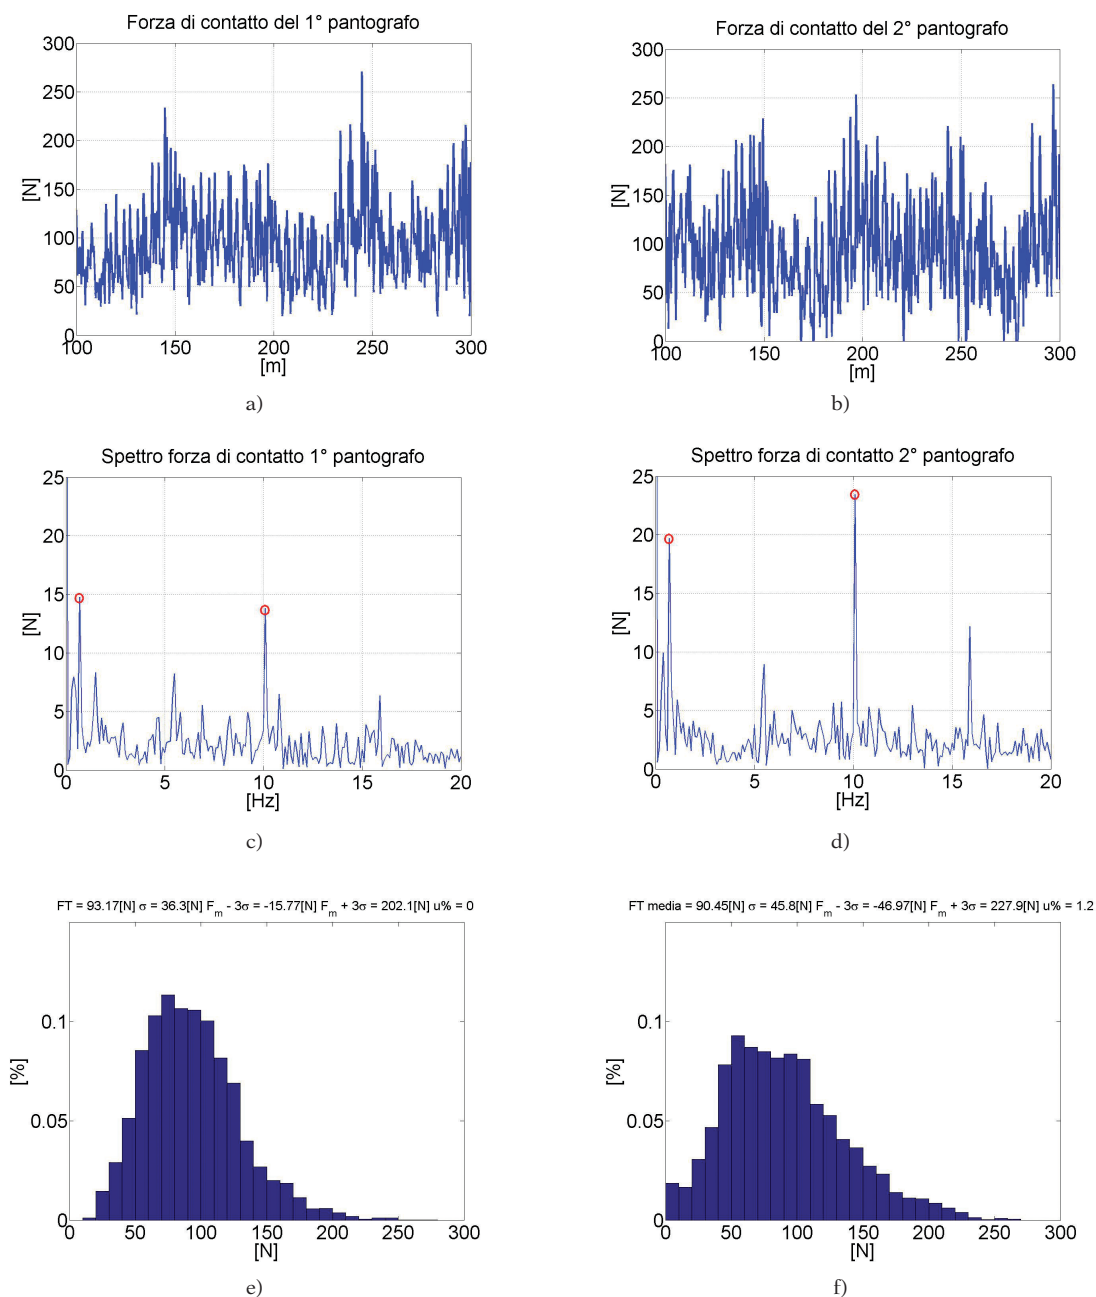 Forza di contatto del 1° pantografo
Forza di contatto del 2° pantografo
300
250
200
150
100
50
0
[N]
100 150 200 250 300
[m]
300
250
200
150
100
50
0
[N]
100 150 200 250 300
[m]
a)
b)
Spettro forza di contatto 1° pantografo
Spettro forza di contatto 2° pantografo
25
20
15
10
5
0
[N]
0 5 10 15 20
[Hz]
25
20
15
10
5
0
[N]
0 5 10 15 20
[Hz]
c)
d)
FT = 93.17[N] σ = 36.3[N] F_m - 3σ = -15.77[N] F_m + 3σ = 202.1[N] u% = 0
FT media = 90.45[N] σ = 45.8[N] F_m - 3σ = -46.97[N] F_m + 3σ = 227.9[N] u% = 1.2
0.1
0.05
0
[%]
0 50 100 150 200 250 300
[N]
0.1
0.05
0
[%]
0 50 100 150 200 250 300
[N]
e)
f)